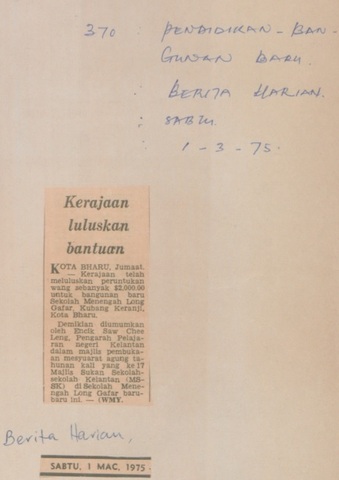 370 : PENDIDIKAN - BAN-
GUNAN BARU.
: BERITA HARIAN.
: SABTU.
: 1 - 3 - 75.
Kerajaan
luluskan
bantuan
KOTA BHARU, Jumaat.
— Kerajaan telah
meluluskan peruntukan
wang sebanyak $2,000.00
untuk bangunan baru
Sekolah Menengah Long
Gafar, Kubang Keranji,
Kota Bharu.
Demikian diumumkan
oleh Encik Saw Chee
Leng, Pengarah Pelaja-
ran negeri Kelantan
dalam majlis pembuka-
an mesyuarat agung ta-
hunan kali yang ke 17
Majlis Sukan Sekolah-
sekolah Kelantan (MS-
SK) di Sekolah Mene-
ngah Long Gafar baru-
baru ini. — (WMY.
Berita Harian,
SABTU, 1 MAC, 1975